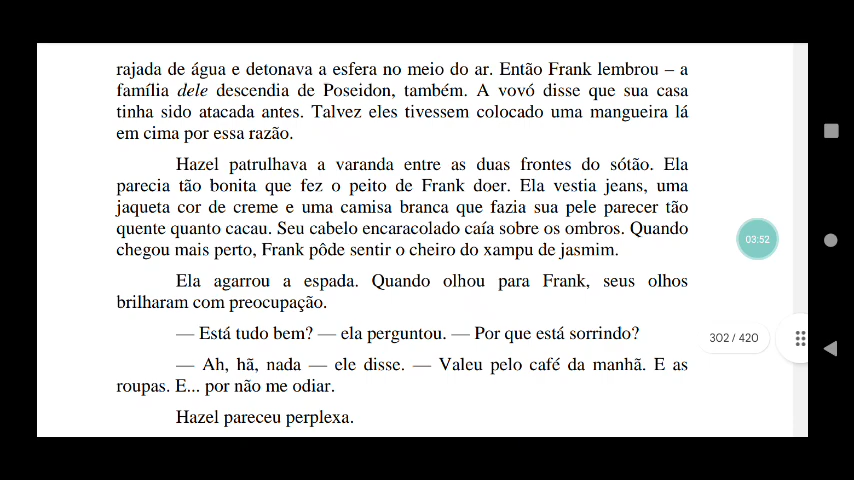 rajada de água e detonava a esfera no meio do ar. Então Frank lembrou – a
família dele descendia de Poseidon, também. A vovó disse que sua casa
tinha sido atacada antes. Talvez eles tivessem colocado uma mangueira lá
em cima por essa razão.
Hazel patrulhava a varanda entre as duas frontes do sótão. Ela
parecia tão bonita que fez o peito de Frank doer. Ela vestia jeans, uma
jaqueta cor de creme e uma camisa branca que fazia sua pele parecer tão
quente quanto cacau. Seu cabelo encaracolado caía sobre os ombros. Quando
chegou mais perto, Frank pôde sentir o cheiro do xampu de jasmim.
Ela agarrou a espada. Quando olhou para Frank, seus olhos
brilharam com preocupação.
— Está tudo bem? — ela perguntou. — Por que está sorrindo?
— Ah, hã, nada — ele disse. — Valeu pelo café da manhã. E as
roupas. E... por não me odiar.
Hazel pareceu perplexa.
03:52
302 / 420